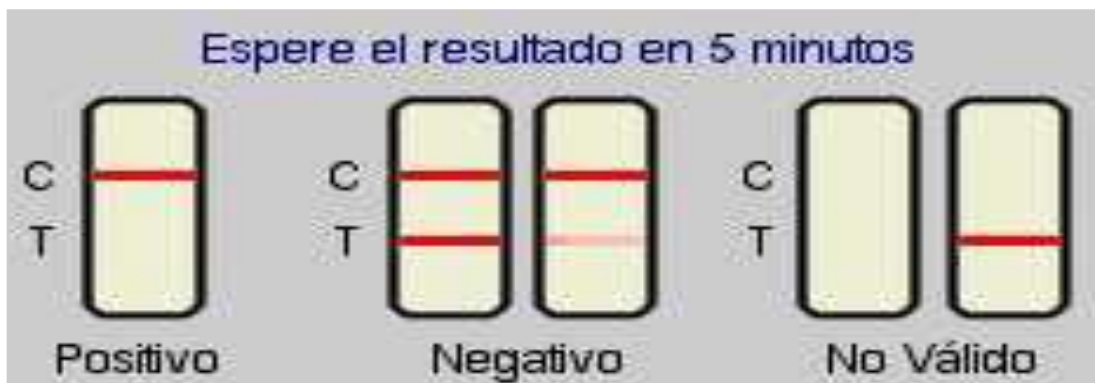 Espere el resultado en 5 minutos
C C C
T T T
Positivo Negativo No Válido